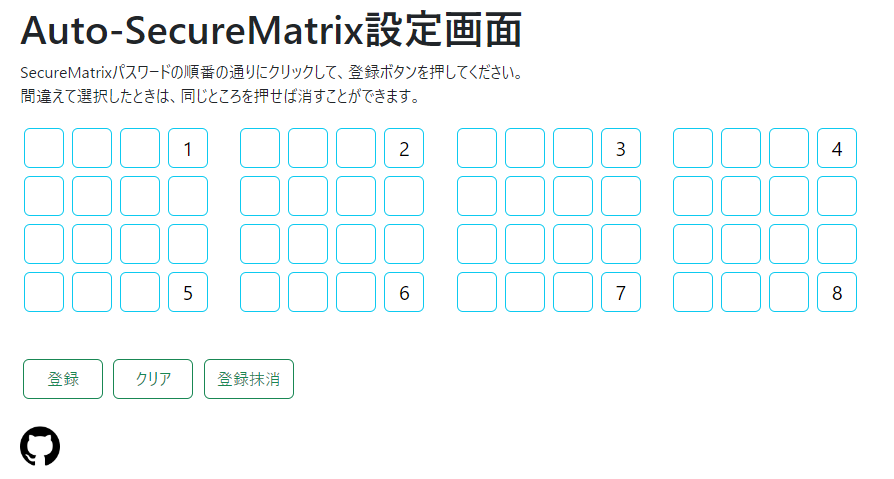 Auto-SecureMatrix設定画面
SecureMatrixパスワードの順番の通りにクリックして、登録ボタンを押してください。
間違えて選択したときは、同じところを押せば消すことができます。
1 2 3 4
5 6 7 8
登録 クリア 登録抹消